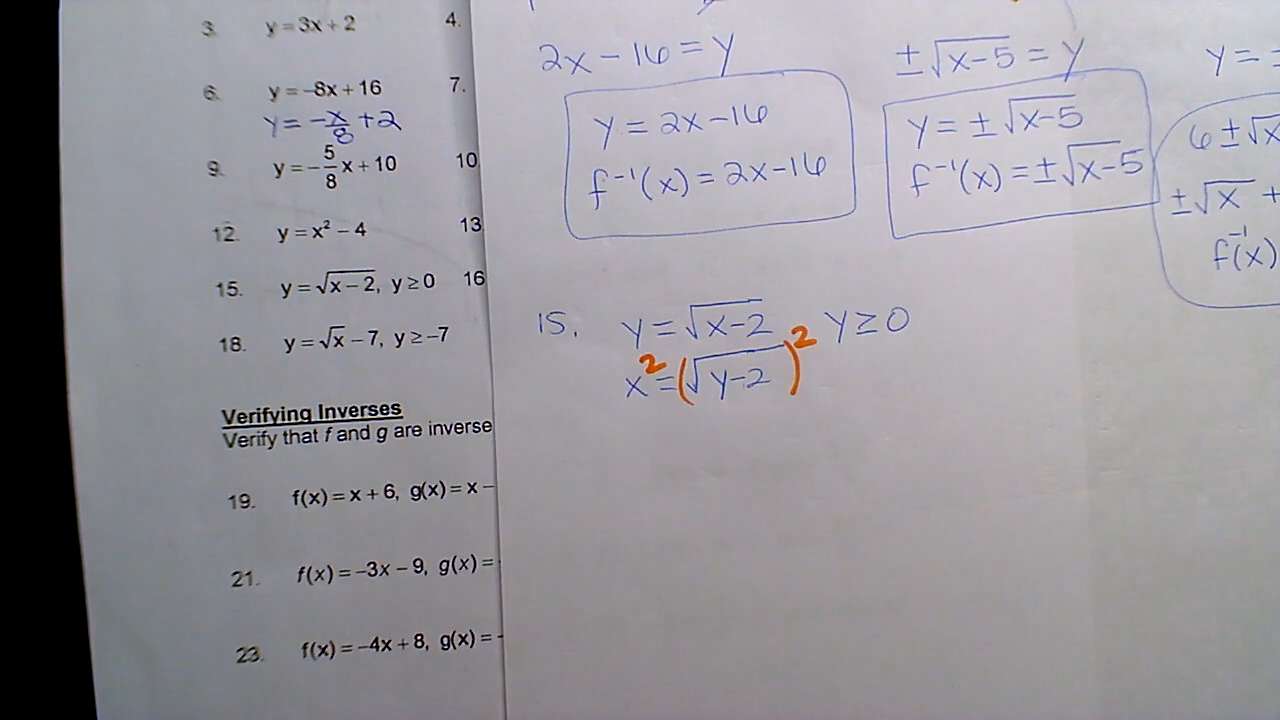 3. y = 3x + 2 4.
6. y = -8x + 16 7.
y = -x/8 + 2
9. y = -5/8 x + 10 10
12. y = x² - 4 13
15. y = √(x - 2), y ≥ 0 16
18. y = √x - 7, y ≥ -7
Verifying Inverses
Verify that f and g are inverse
19. f(x) = x + 6, g(x) = x -
21. f(x) = -3x - 9, g(x) =
23. f(x) = -4x + 8, g(x) = -
2x - 16 = y
y = 2x - 16
f⁻¹(x) = 2x - 16
± √(x-5) = y
y = ± √(x-5)
f⁻¹(x) = ± √x-5
y =
6 ± √x
± √x +
f⁻¹(x)
15. y = √(x-2) y ≥ 0
x² = (√(y-2))²